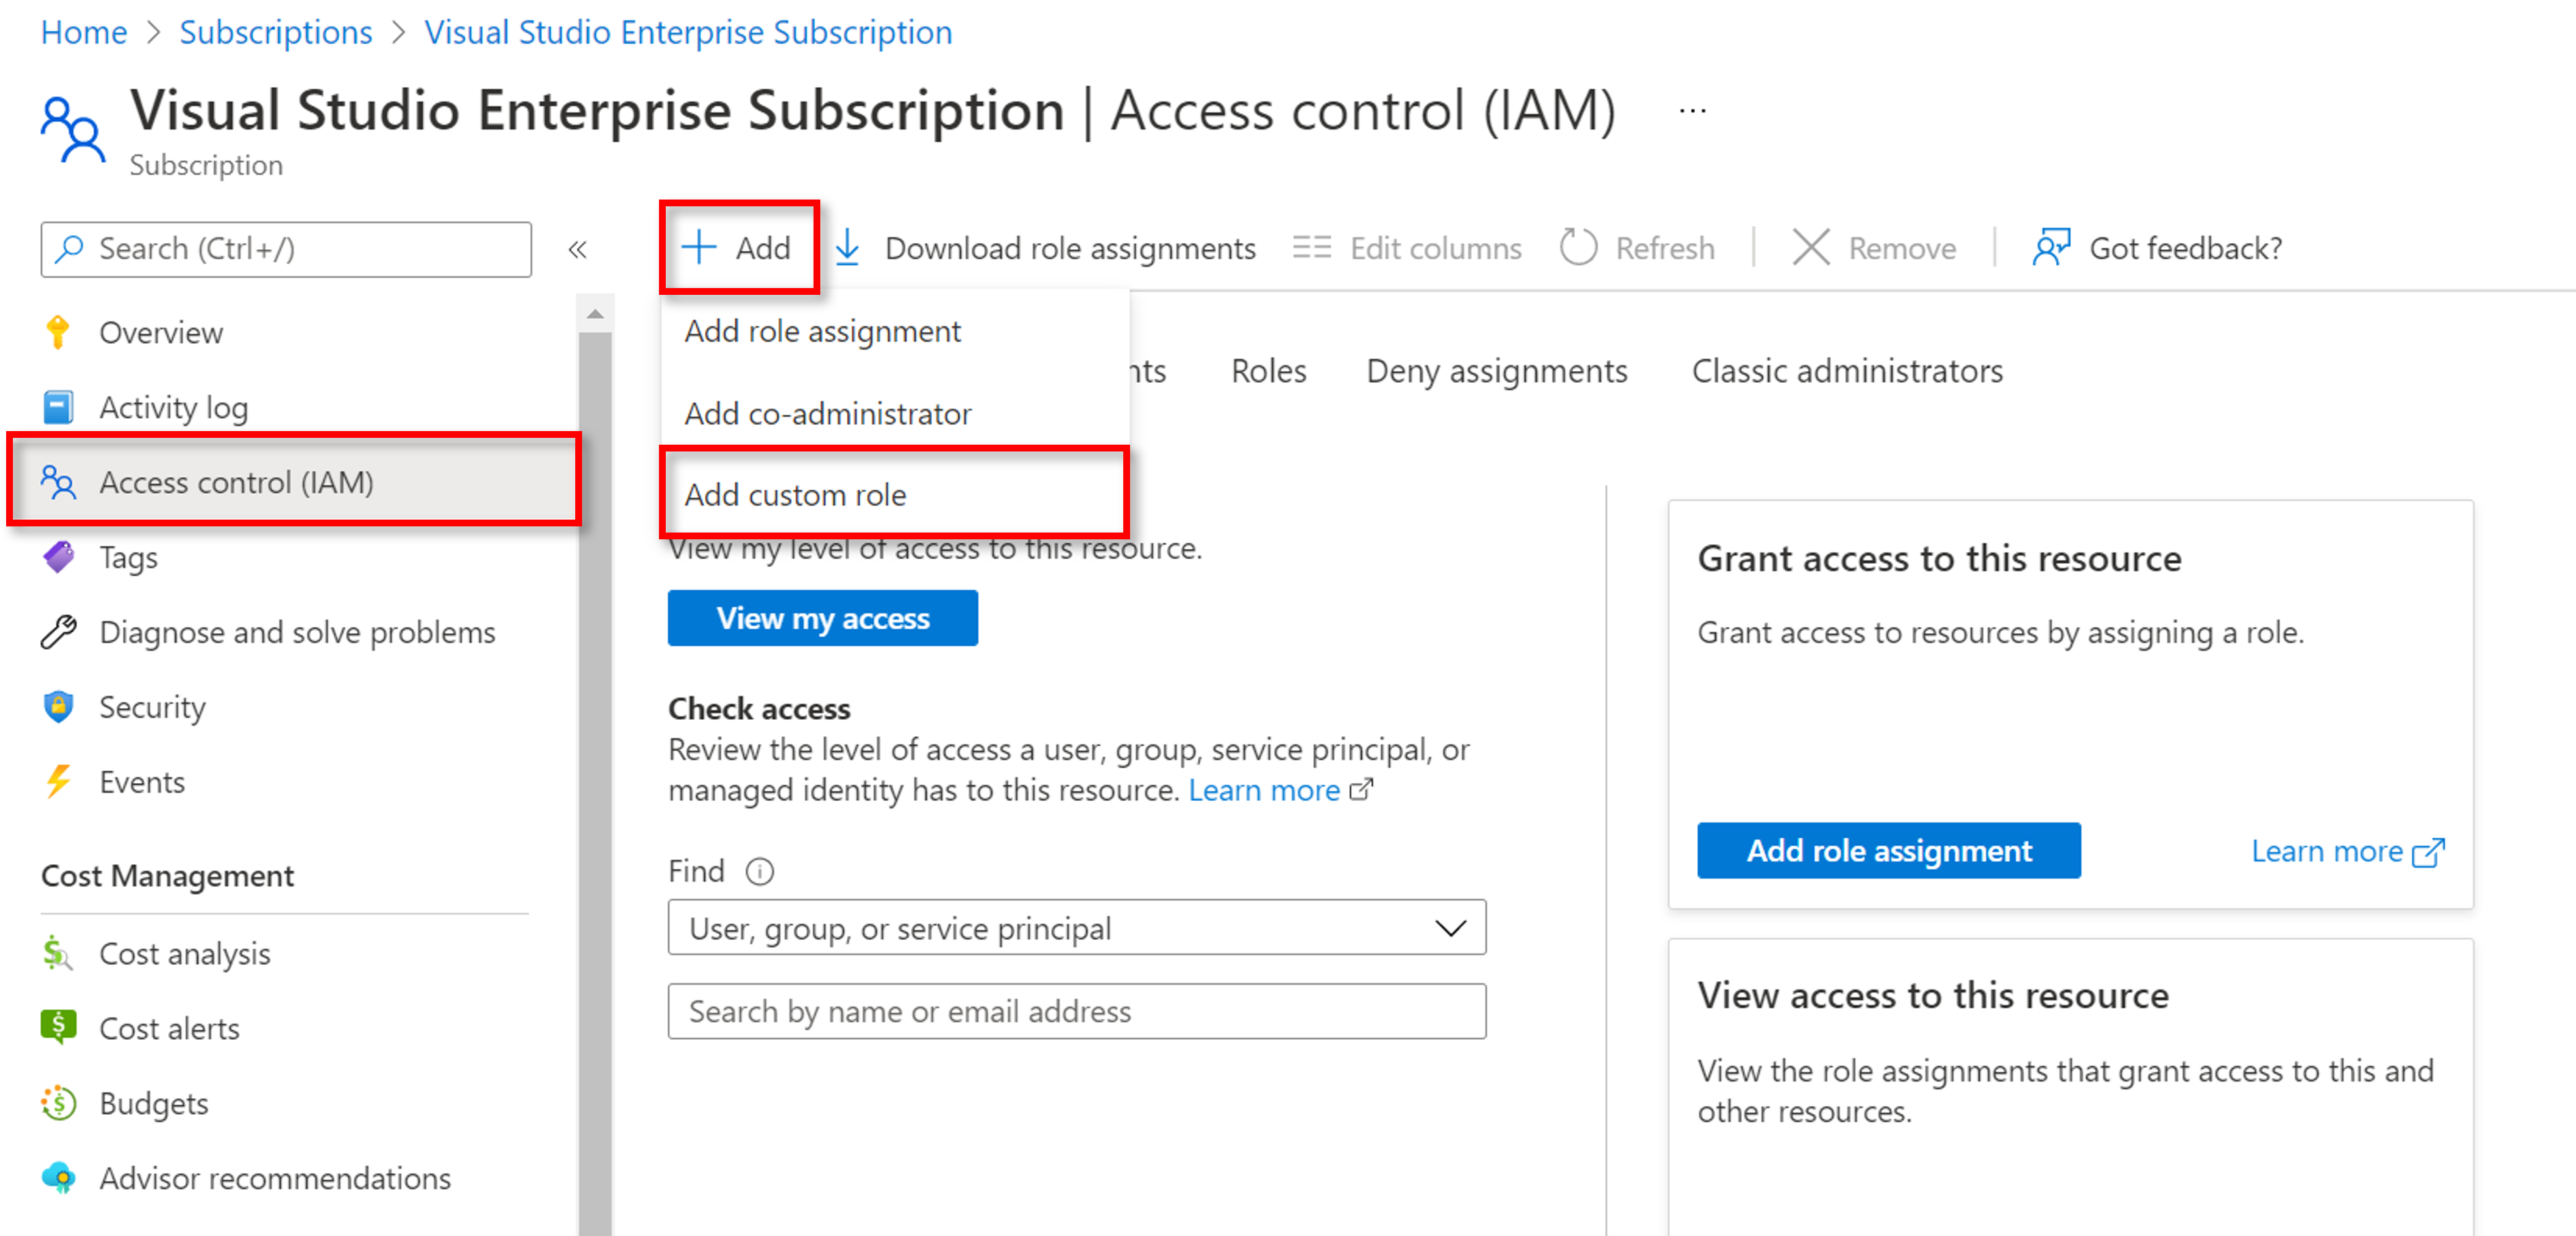 Home > Subscriptions > Visual Studio Enterprise Subscription
Visual Studio Enterprise Subscription | Access control (IAM) ...
Subscription
Search (Ctrl+/)
«
Overview
Activity log
Access control (IAM)
Tags
Diagnose and solve problems
Security
Events
Cost Management
Cost analysis
Cost alerts
Budgets
Advisor recommendations
+ Add
Download role assignments
Edit columns
Refresh
Remove
Got feedback?
Add role assignment
Add co-administrator
Add custom role
nts
Roles
Deny assignments
Classic administrators
View my level of access to this resource.
View my access
Check access
Review the level of access a user, group, service principal, or
managed identity has to this resource. Learn more
Find
User, group, or service principal
Search by name or email address
Grant access to this resource
Grant access to resources by assigning a role.
Add role assignment
Learn more
View access to this resource
View the role assignments that grant access to this and
other resources.